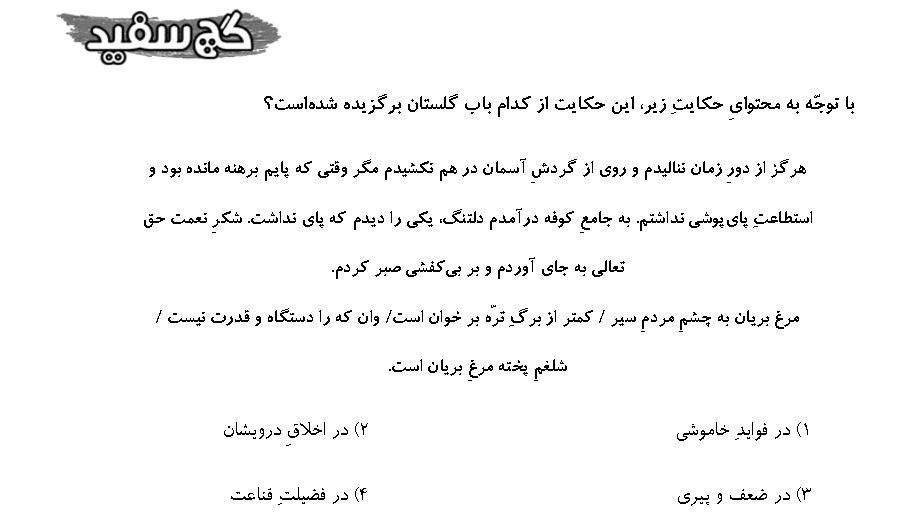 گچ سفید
با توجّه به محتوایِ حکایتِ زیر، این حکایت از کدام باب گلستان برگزیده شده‌است؟
هرگز از دورِ زمان ننالیدم و روی از گردشِ آسمان در هم نکشیدم مگر وقتی که پایم برهنه مانده بود و
استطاعتِ پای‌پوشی نداشتم. به جامعِ کوفه درآمدم دلتنگ، یکی را دیدم که پای نداشت. شکرِ نعمت حق
تعالی به جای آوردم و بر بی‌کفشی صبر کردم.
مرغ بریان به چشمِ مردمِ سیر / کمتر از برگِ ترّه بر خوان است/ وان که را دستگاه و قدرت نیست /
شلغمِ پخته مرغِ بریان است.
۱) در فوایدِ خاموشی ۲) در اخلاقِ درویشان
۳) در ضعف و پیری ۴) در فضیلتِ قناعت